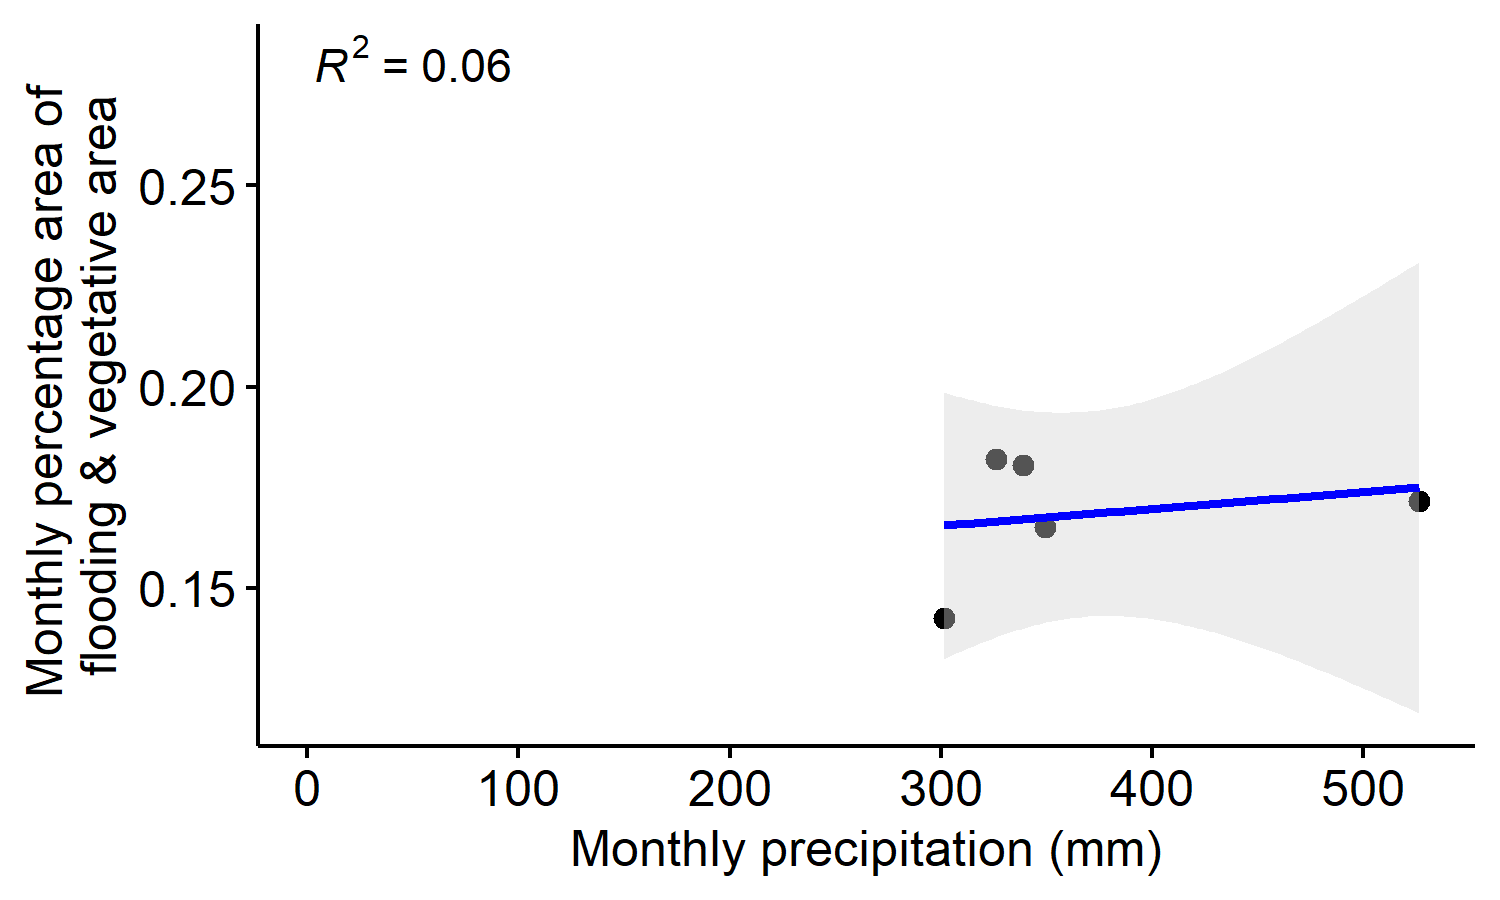 R² = 0.06
Monthly percentage area of
flooding & vegetative area
0.25
0.20
0.15
0 100 200 300 400 500
Monthly precipitation (mm)